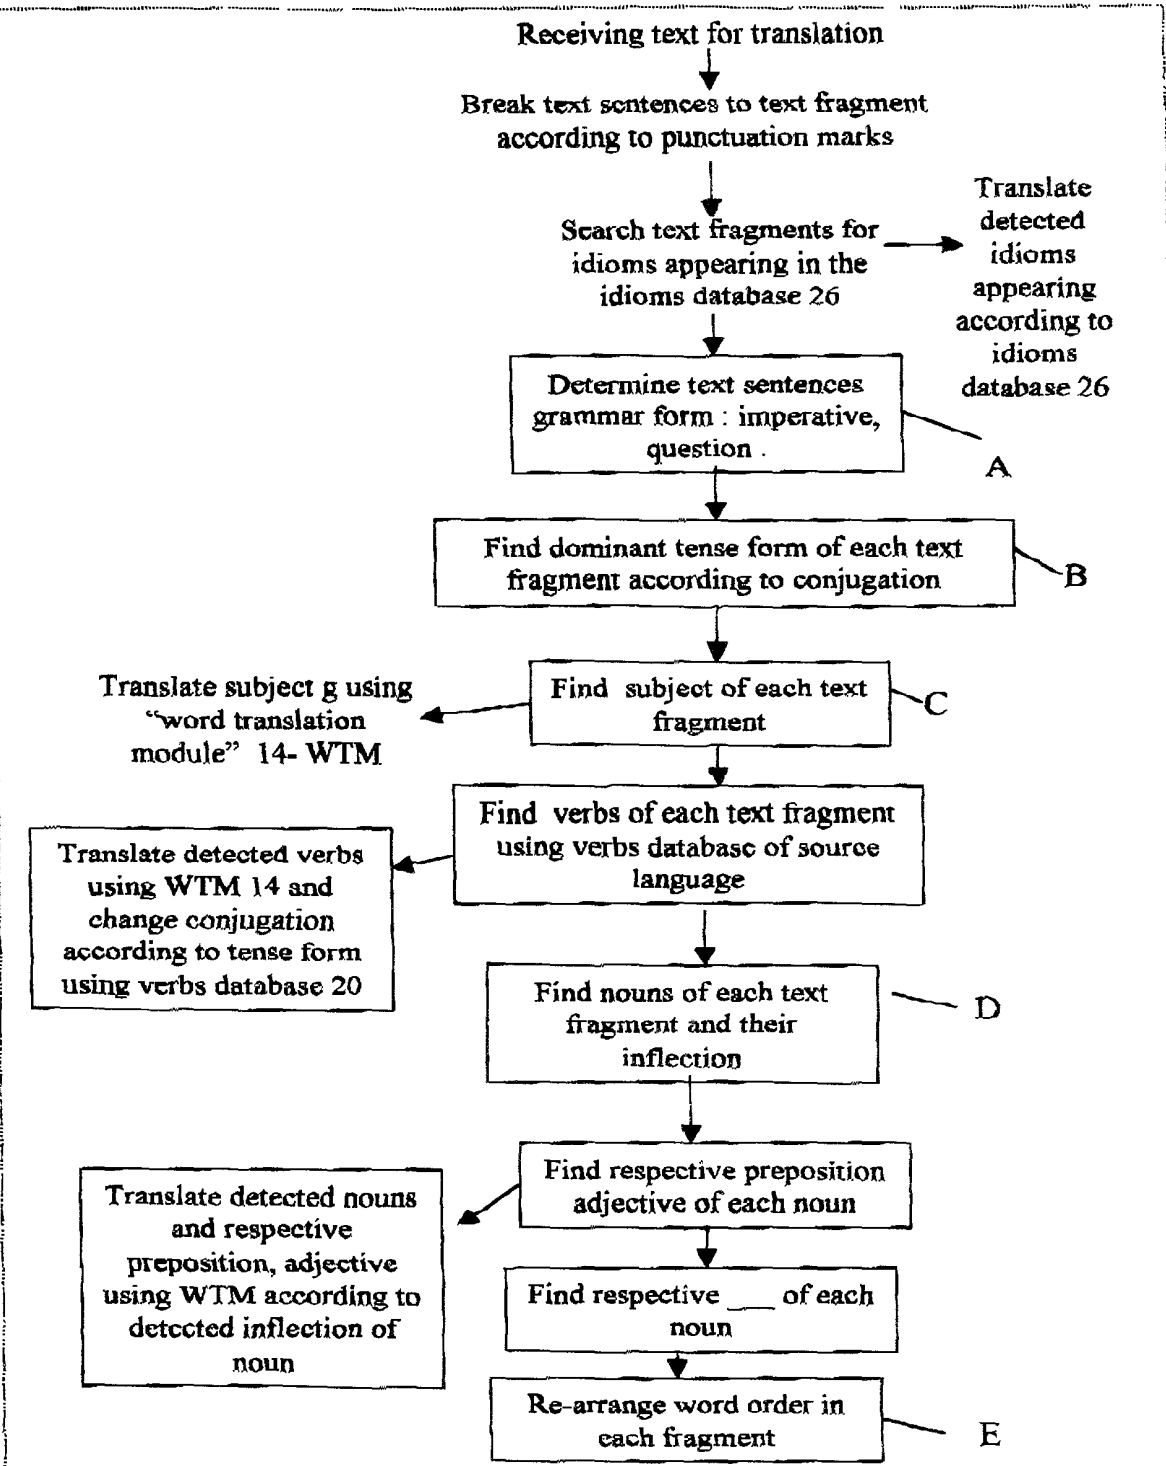 Receiving text for translation
Break text sentences to text fragment
according to punctuation marks
Search text fragments for
idioms appearing in the
idioms database 26
Translate
detected
idioms
appearing
according to
idioms
database 26
Determine text sentences
grammar form : imperative,
question .
A
Find dominant tense form of each text
fragment according to conjugation
B
Find subject of each text
fragment
C
Translate subject g using
“word translation
module” 14- WTM
Find verbs of each text fragment
using verbs database of source
language
Translate detected verbs
using WTM 14 and
change conjugation
according to tense form
using verbs database 20
Find nouns of each text
fragment and their
inflection
D
Find respective preposition
adjective of each noun
Translate detected nouns
and respective
preposition, adjective
using WTM according to
detected inflection of
noun
Find respective ___ of each
noun
Re-arrange word order in
each fragment
E